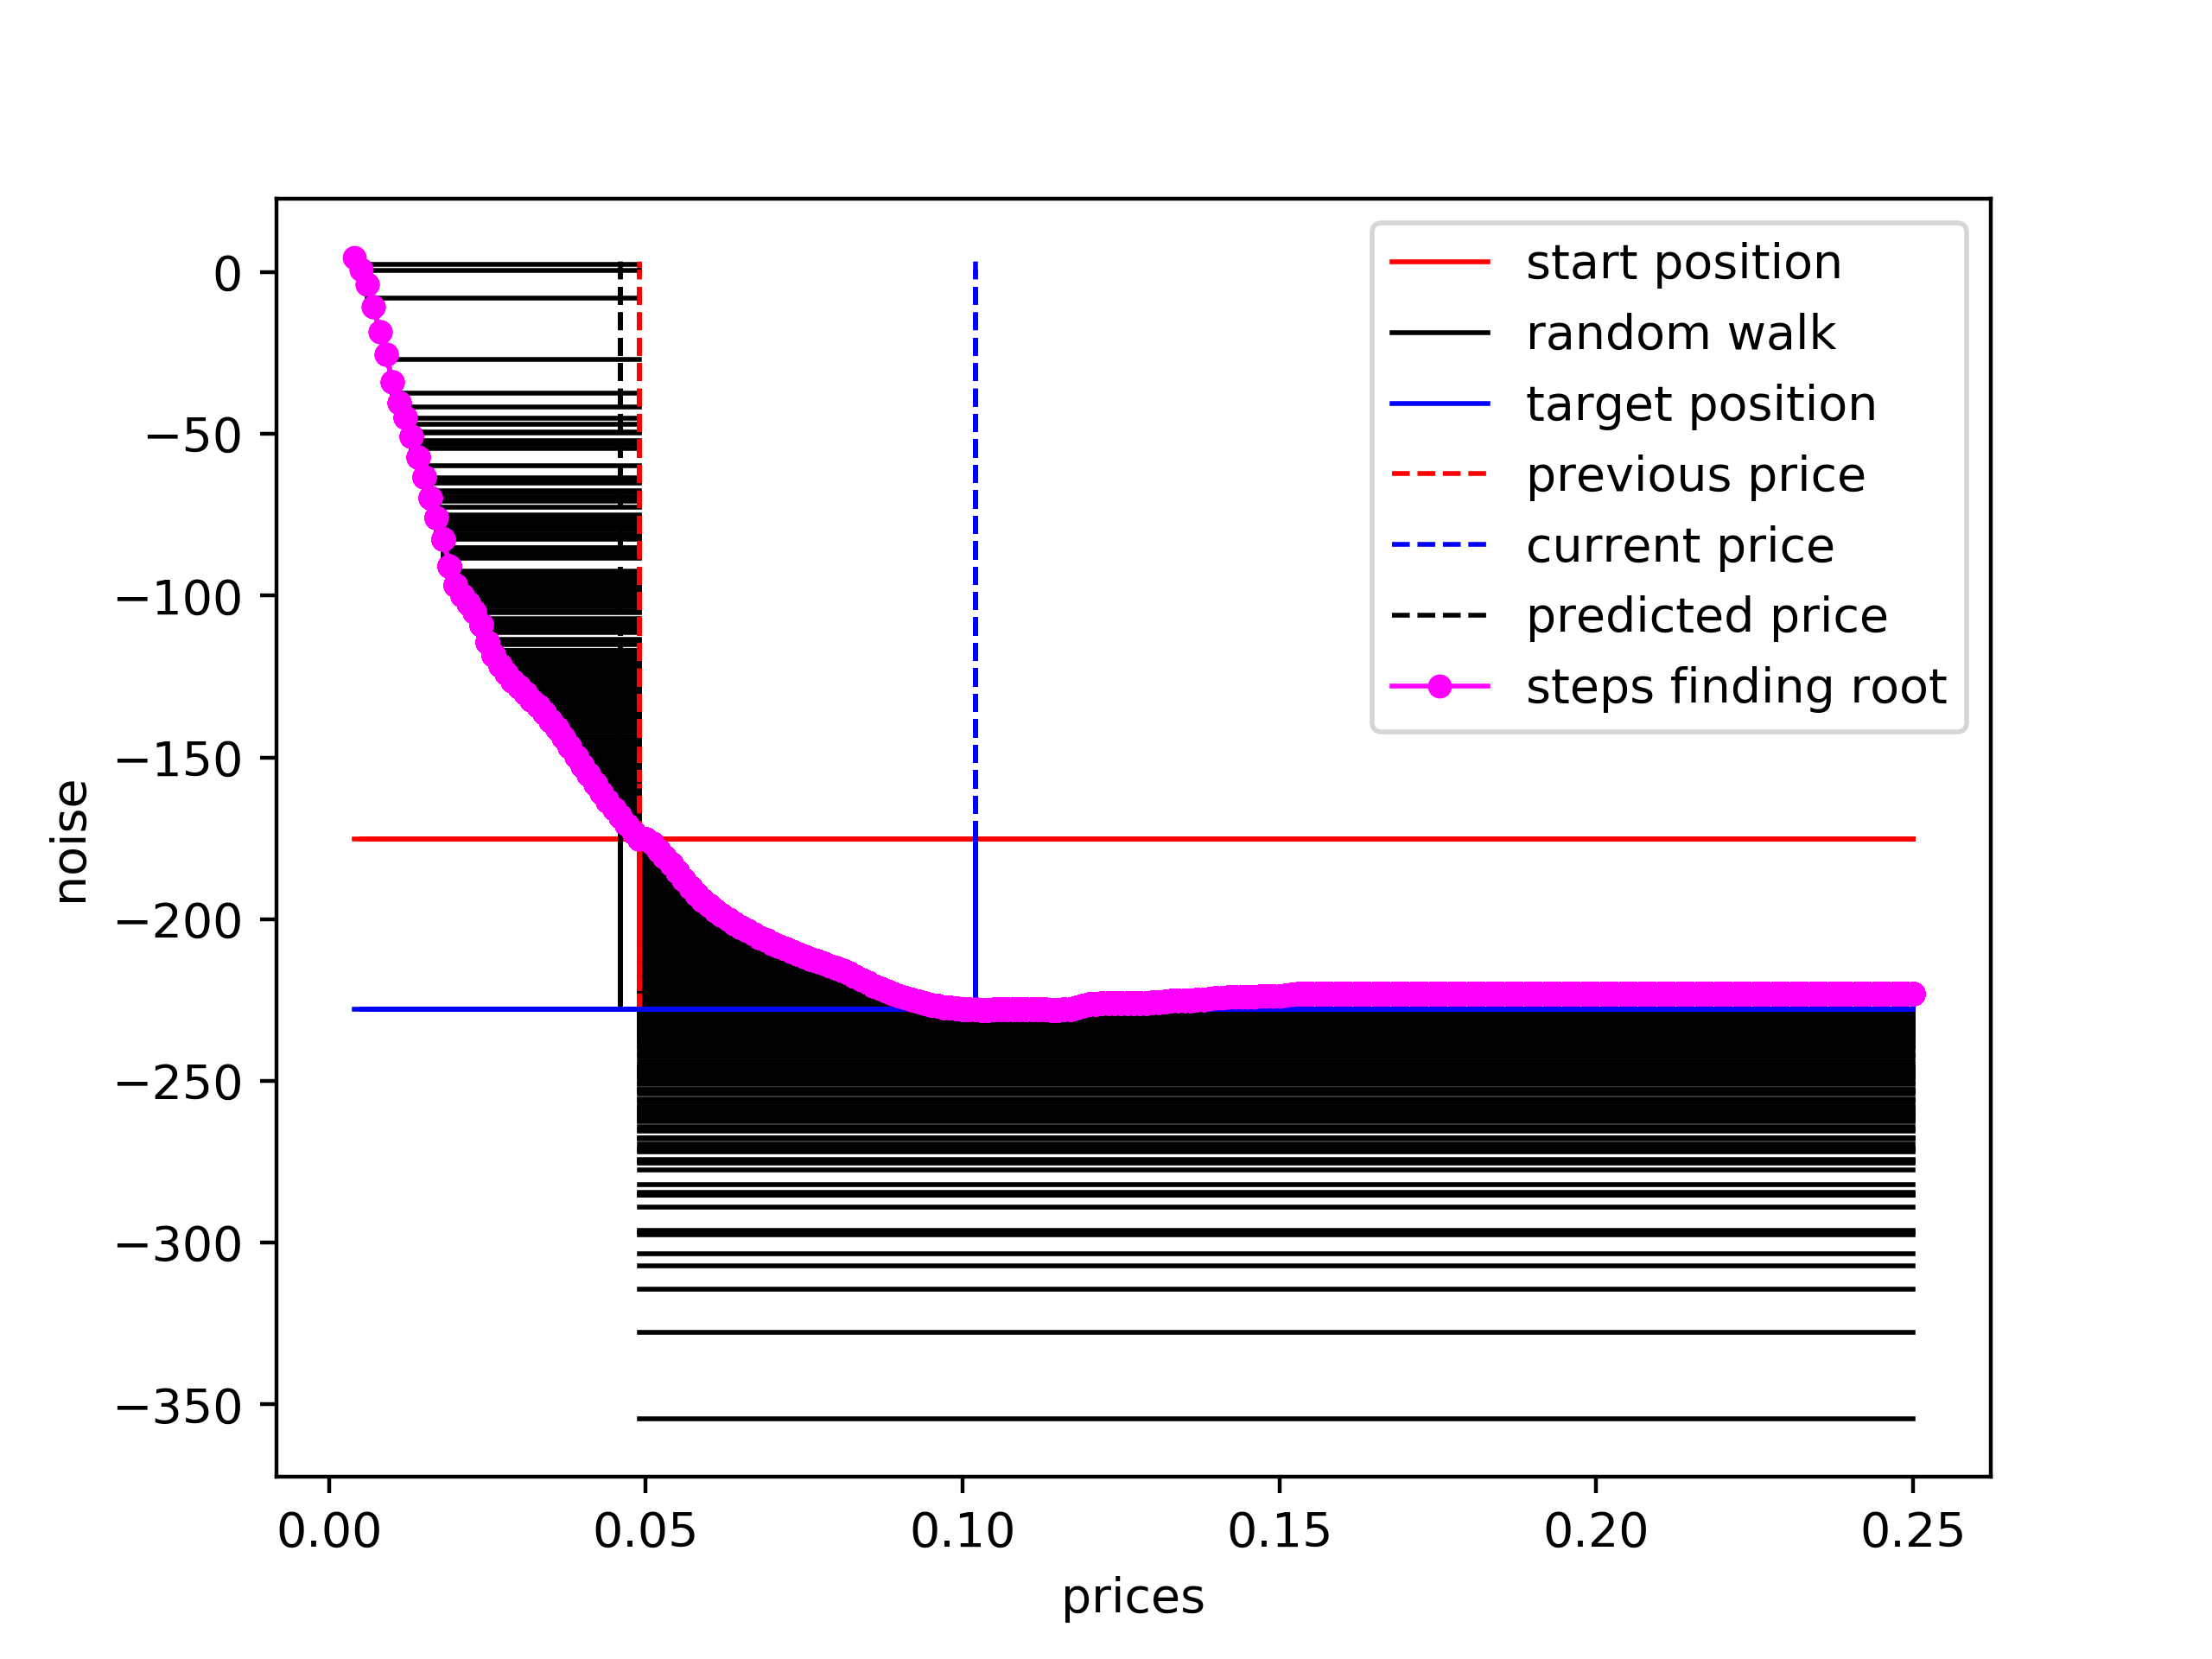 start position
random walk
target position
previous price
current price
predicted price
steps finding root
0
−50
−100
−150
−200
−250
−300
−350
noise
0.00 0.05 0.10 0.15 0.20 0.25
prices